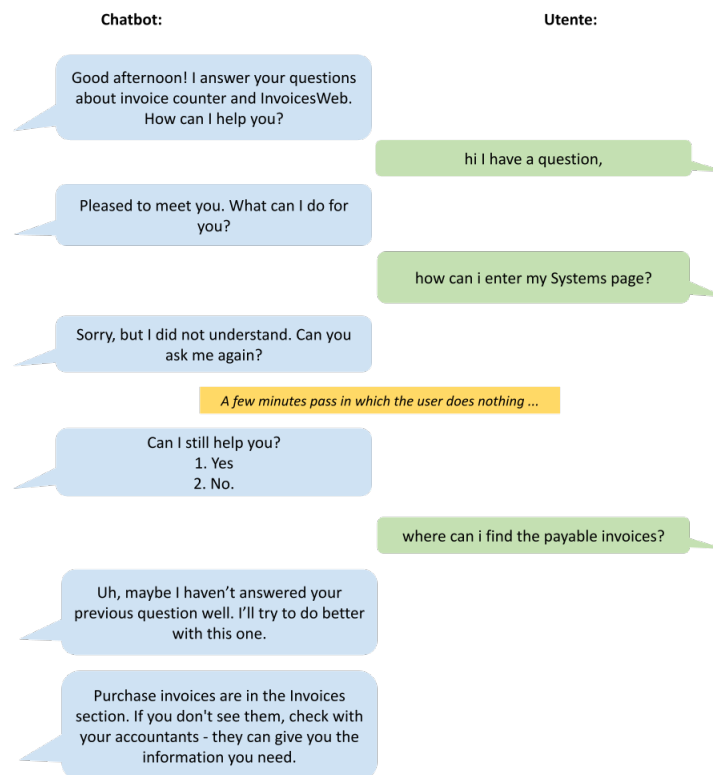 Chatbot:
Utente:
Good afternoon! I answer your questions
about invoice counter and InvoicesWeb.
How can I help you?
hi I have a question,
Pleased to meet you. What can I do for
you?
how can i enter my Systems page?
Sorry, but I did not understand. Can you
ask me again?
A few minutes pass in which the user does nothing ...
Can I still help you?
1. Yes
2. No.
where can i find the payable invoices?
Uh, maybe I haven’t answered your
previous question well. I’ll try to do better
with this one.
Purchase invoices are in the Invoices
section. If you don't see them, check with
your accountants - they can give you the
information you need.